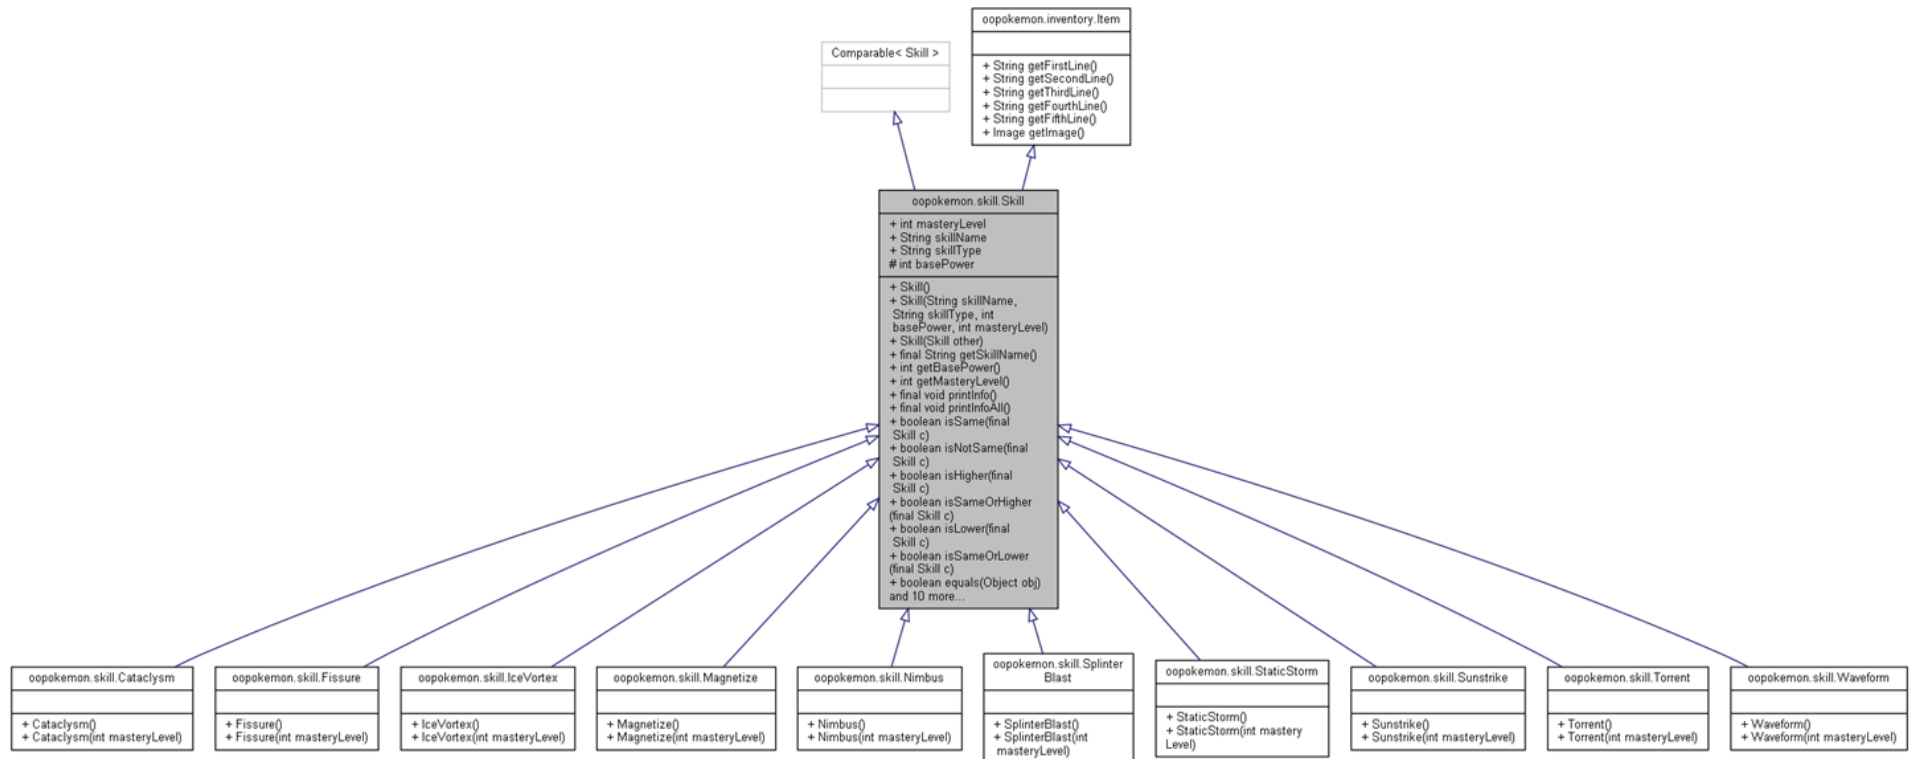 oopokemon.inventory.Item
+ String getFirstLine()
+ String getSecondLine()
+ String getThirdLine()
+ String getFourthLine()
+ String getFifthLine()
+ Image getImage()
Comparable< Skill >
oopokemon.skill.Skill
+ int masteryLevel
+ String skillName
+ String skillType
# int basePower
+ Skill()
+ Skill(String skillName,
String skillType, int
basePower, int masteryLevel)
+ Skill(Skill other)
+ final String getSkillName()
+ int getBasePower()
+ int getMasteryLevel()
+ final void printInfo()
+ final void printInfoAll()
+ boolean isSame(final
Skill c)
+ boolean isNotSame(final
Skill c)
+ boolean isHigher(final
Skill c)
+ boolean isSameOrHigher
(final Skill c)
+ boolean isLower(final
Skill c)
+ boolean isSameOrLower
(final Skill c)
+ boolean equals(Object obj)
and 10 more...
oopokemon.skill.Cataclysm
+ Cataclysm()
+ Cataclysm(int masteryLevel)
oopokemon.skill.Fissure
+ Fissure()
+ Fissure(int masteryLevel)
oopokemon.skill.IceVortex
+ IceVortex()
+ IceVortex(int masteryLevel)
oopokemon.skill.Magnetize
+ Magnetize()
+ Magnetize(int masteryLevel)
oopokemon.skill.Nimbus
+ Nimbus()
+ Nimbus(int masteryLevel)
oopokemon.skill.Splinter
Blast
+ SplinterBlast()
+ SplinterBlast(int
masteryLevel)
oopokemon.skill.StaticStorm
+ StaticStorm()
+ StaticStorm(int mastery
Level)
oopokemon.skill.Sunstrike
+ Sunstrike()
+ Sunstrike(int masteryLevel)
oopokemon.skill.Torrent
+ Torrent()
+ Torrent(int masteryLevel)
oopokemon.skill.Waveform
+ Waveform()
+ Waveform(int masteryLevel)